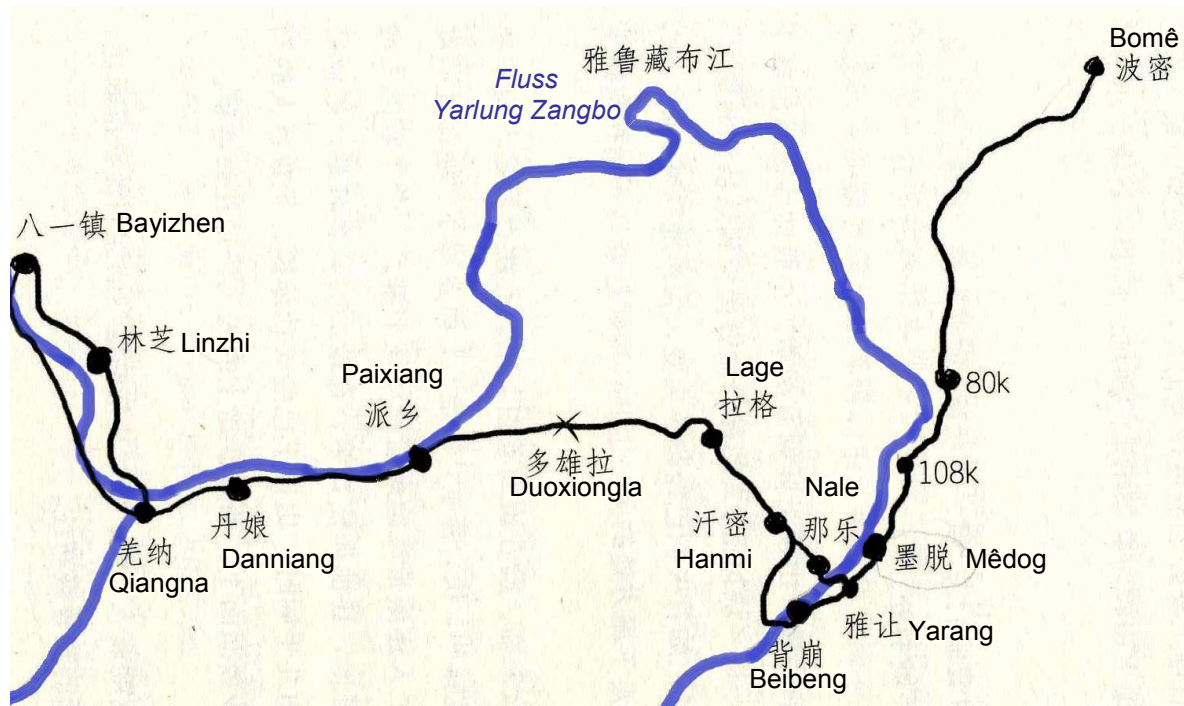 Bomê
波密
雅鲁藏布江
Fluss
Yarlung Zangbo
八一镇 Bayizhen
林芝 Linzhi
Paixiang
派乡
Lage
拉格
80k
多雄拉
Duoxiongla
108k
Nale
那乐
汗密
Hanmi
丹娘
Danniang
羌纳
Qiangna
墨脱 Mêdog
雅让 Yarang
背崩
Beibeng